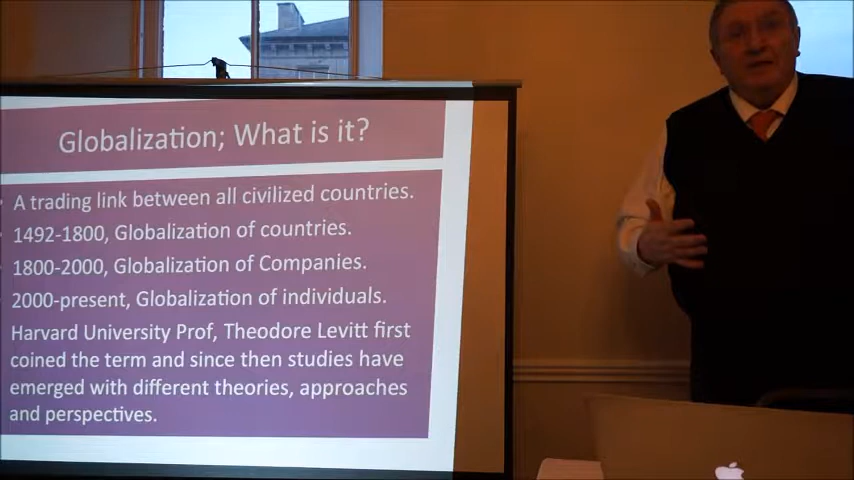 Globalization; What is it?
A trading link between all civilized countries.
1492-1800, Globalization of countries.
1800-2000, Globalization of Companies.
2000-present, Globalization of individuals.
Harvard University Prof, Theodore Levitt first
coined the term and since then studies have
emerged with different theories, approaches
and perspectives.